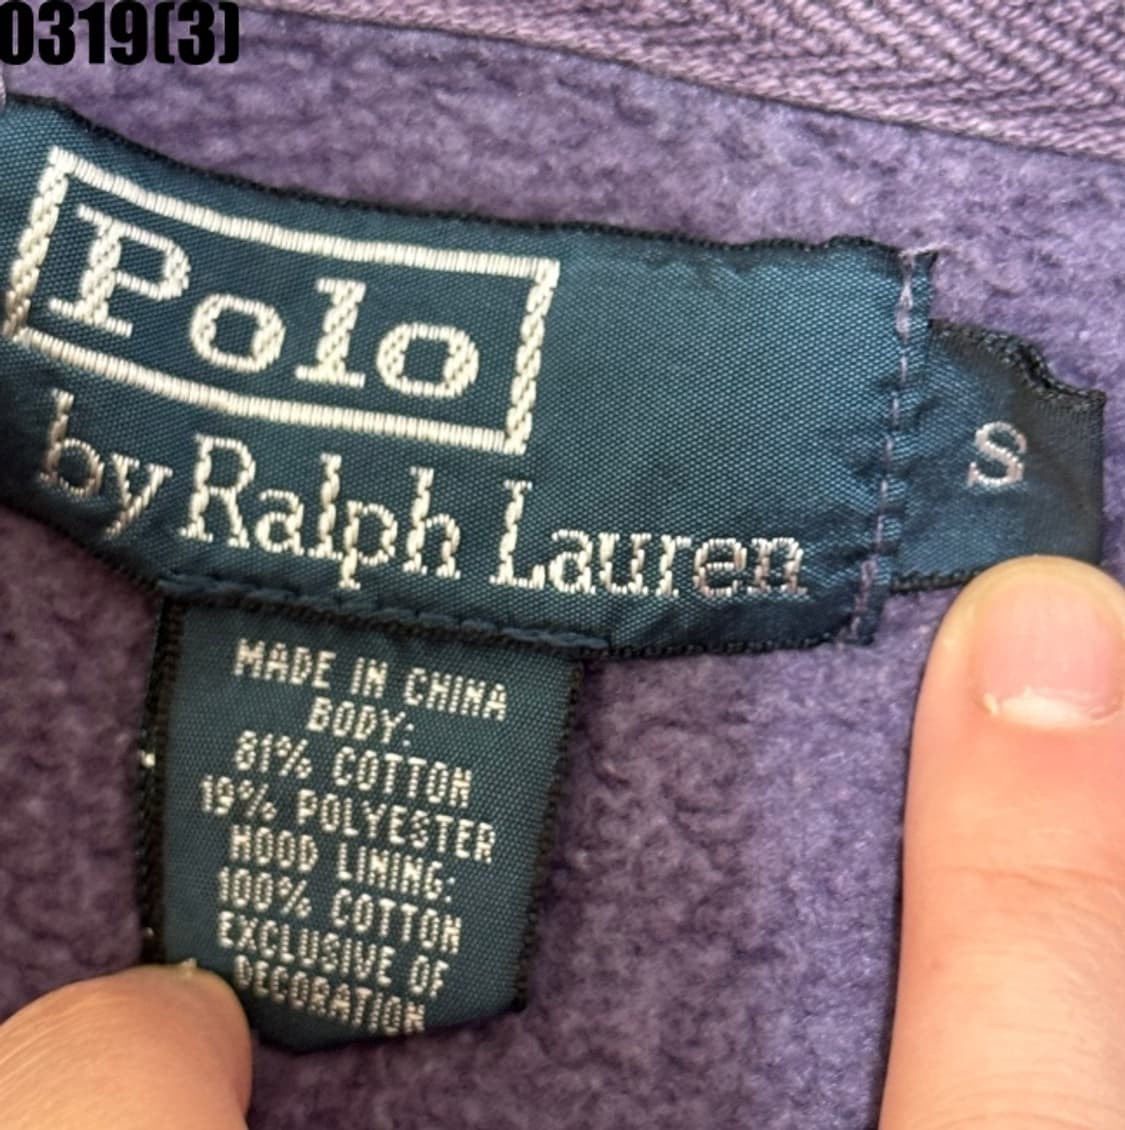 0319(3)
Polo
by Ralph Lauren
S
MADE IN CHINA
BODY:
81% COTTON
19% POLYESTER
HOOD LINING:
100% COTTON
EXCLUSIVE OF
DECORATION